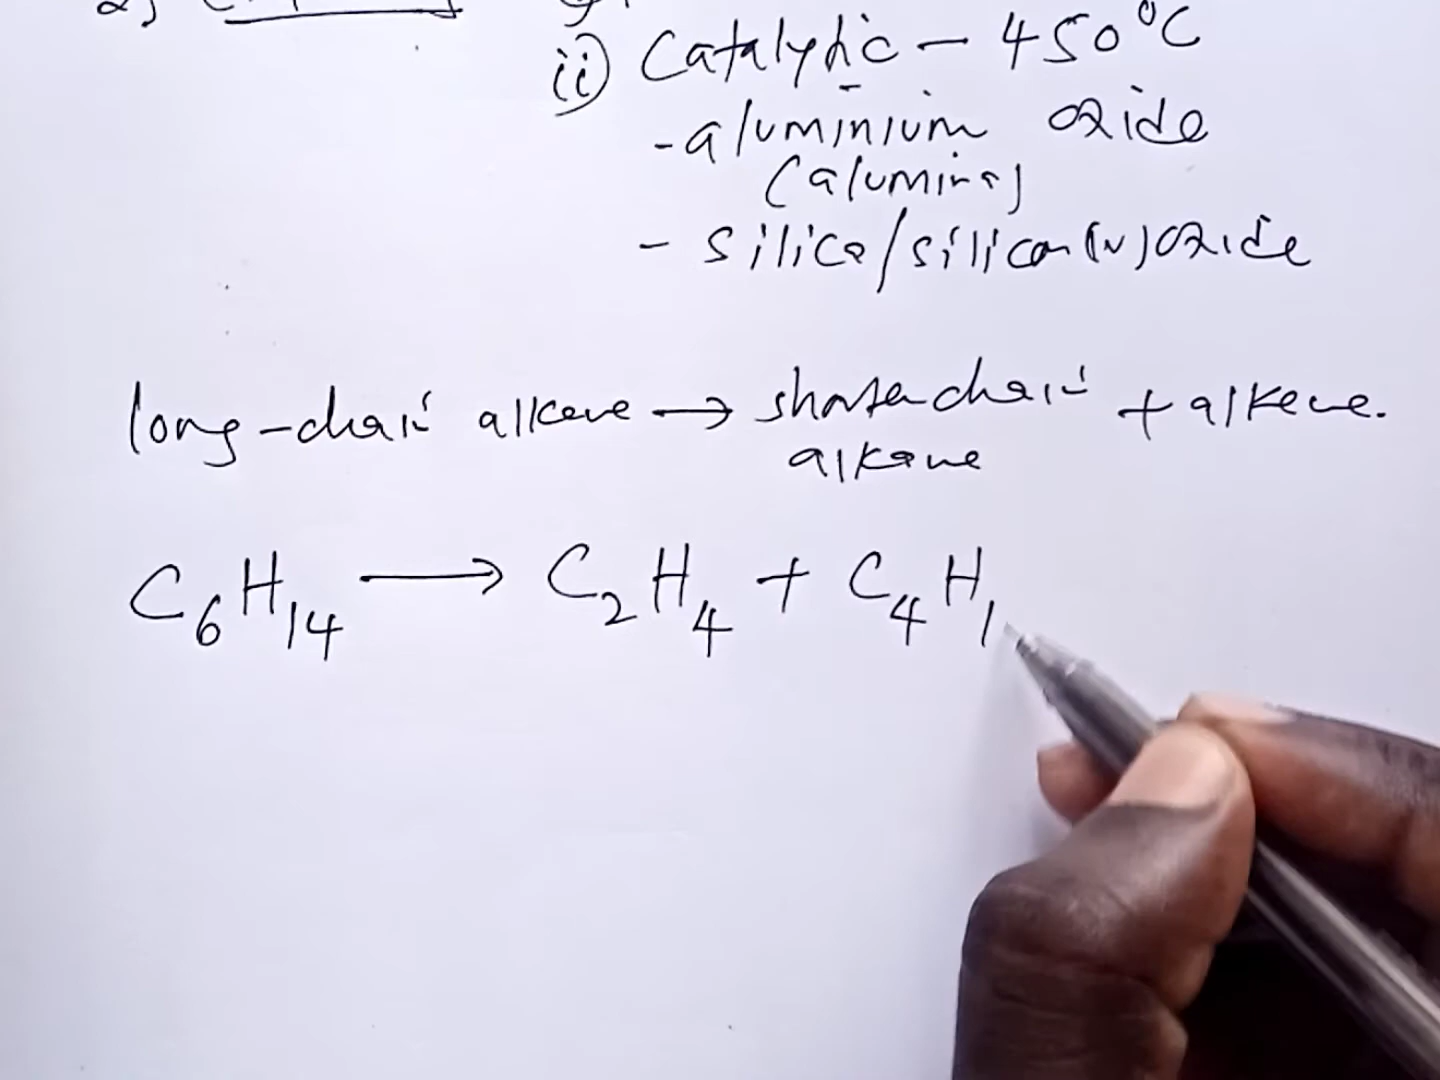 2)
ii) Catalytic – 450°C
- aluminium oxide
(alumina)
- silica/silicon(iv)oxide
long-chain alkane → shorter chain + alkene.
alkane
C₆H₁₄ → C₂H₄ + C₄H₁